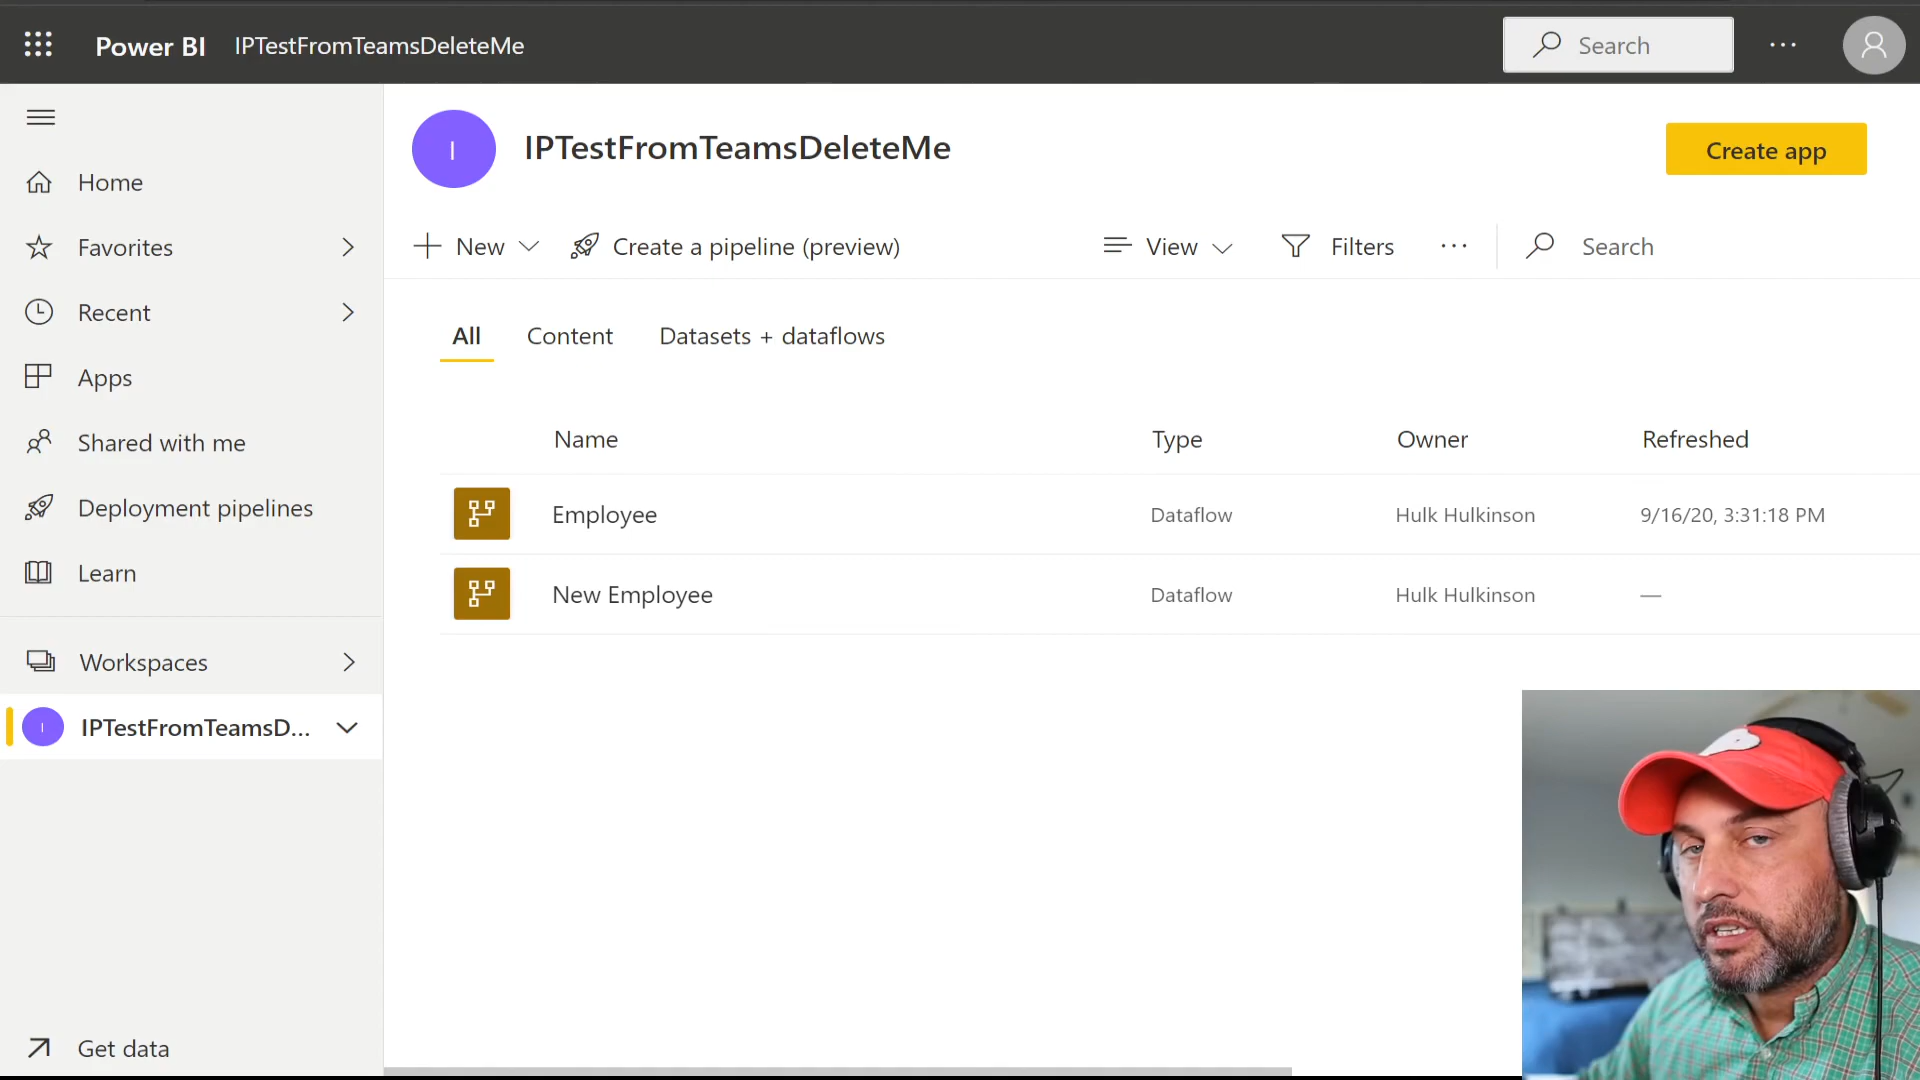 Power BI IPTestFromTeamsDeleteMe
Search
I
IPTestFromTeamsDeleteMe
Create app
Home
Favorites
Recent
Apps
Shared with me
Deployment pipelines
Learn
Workspaces
I
IPTestFromTeamsD...
Get data
New
Create a pipeline (preview)
View
Filters
Search
All Content Datasets + dataflows
Name Type Owner Refreshed
Employee Dataflow Hulk Hulkinson 9/16/20, 3:31:18 PM
New Employee Dataflow Hulk Hulkinson —